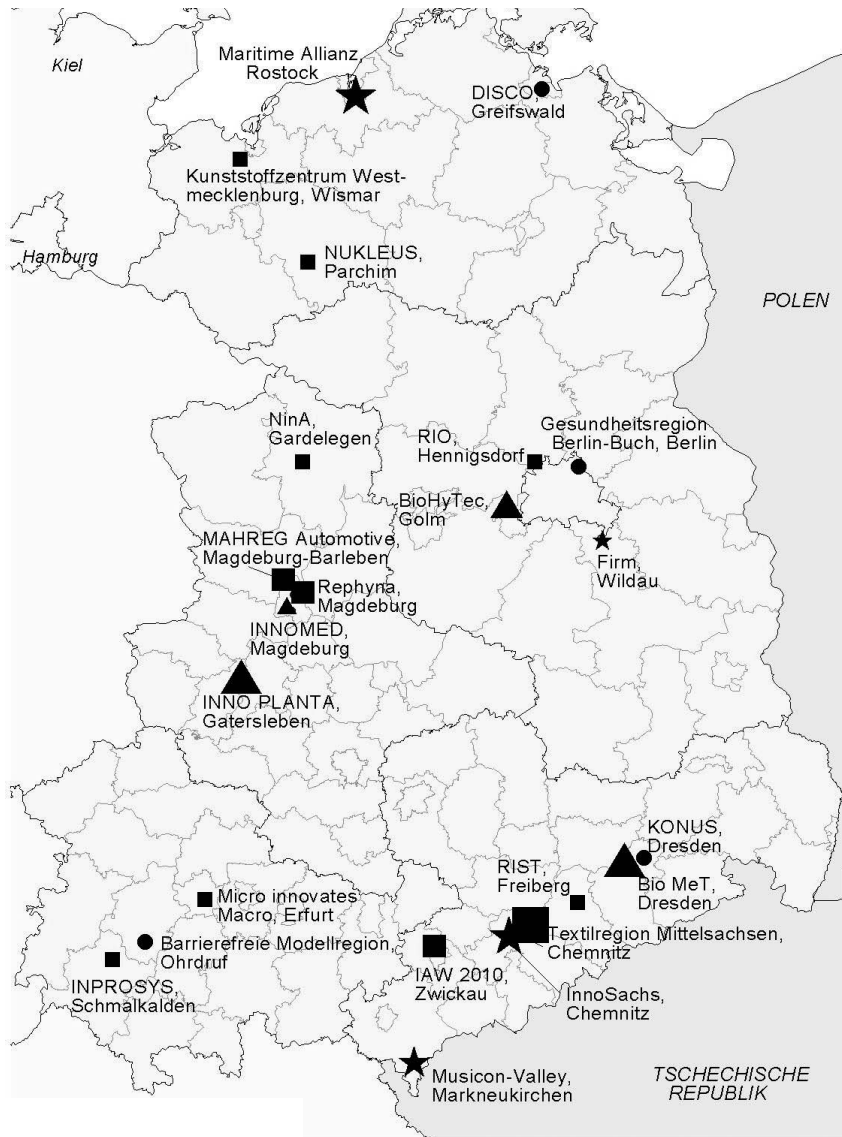 Maritime Allianz,
Rostock
Kiel
DISCO,
Greifswald
Kunststoffzentrum West-
mecklenburg, Wismar
Hamburg
NUKLEUS,
Parchim
POLEN
NinA,
Gardelegen
RIO,
Hennigsdorf
Gesundheitsregion
Berlin-Buch, Berlin
BioHyTec,
Golm
MAHREG Automotive,
Magdeburg-Barleben
Firm,
Wildau
Rephyna,
Magdeburg
INNOMED,
Magdeburg
INNO PLANTA,
Gatersleben
KONUS,
Dresden
RIST,
Freiberg
Bio MeT,
Dresden
Micro innovates
Macro, Erfurt
Barrierefreie Modellregion,
Ohrdruf
Textilregion Mittelsachsen,
Chemnitz
INPROSYS,
Schmalkalden
IAW 2010,
Zwickau
InnoSachs,
Chemnitz
Musicon-Valley,
Markneukirchen
TSCHECHISCHE
REPUBLIK